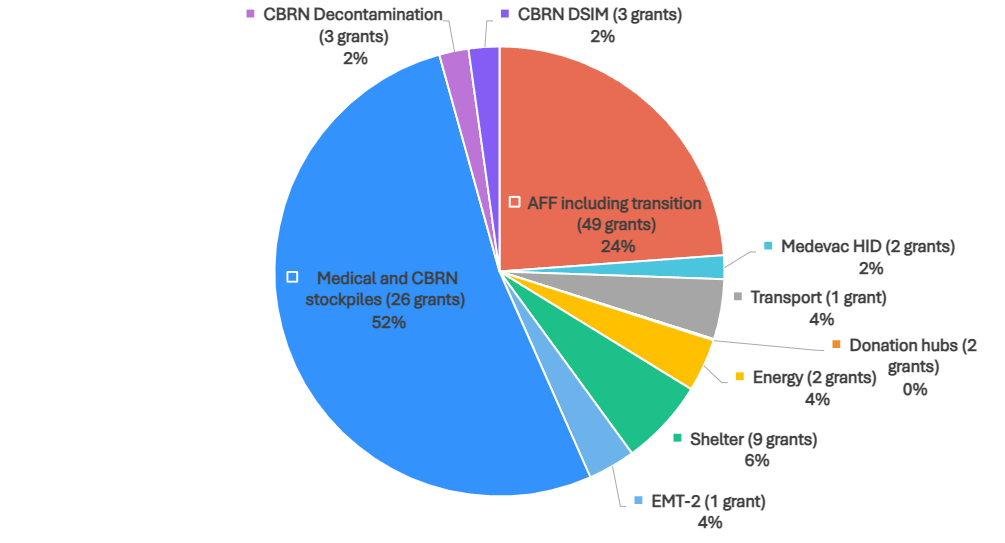 CBRN Decontamination
(3 grants)
2%
CBRN DSIM (3 grants)
2%
AFF including transition
(49 grants)
24%
Medevac HID (2 grants)
2%
Transport (1 grant)
4%
Donation hubs (2
grants)
0%
Energy (2 grants)
4%
Shelter (9 grants)
6%
EMT-2 (1 grant)
4%
Medical and CBRN
stockpiles (26 grants)
52%